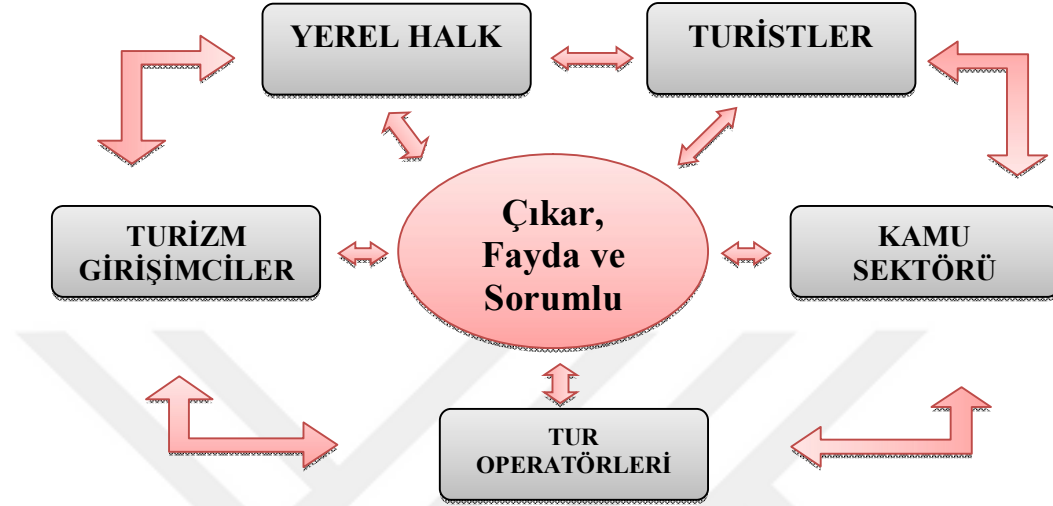 YEREL HALK
TURİSTLER
Çıkar,
Fayda ve
Sorumlu
TURİZM
GİRİŞİMCİLER
KAMU
SEKTÖRÜ
TUR
OPERATÖRLERİ